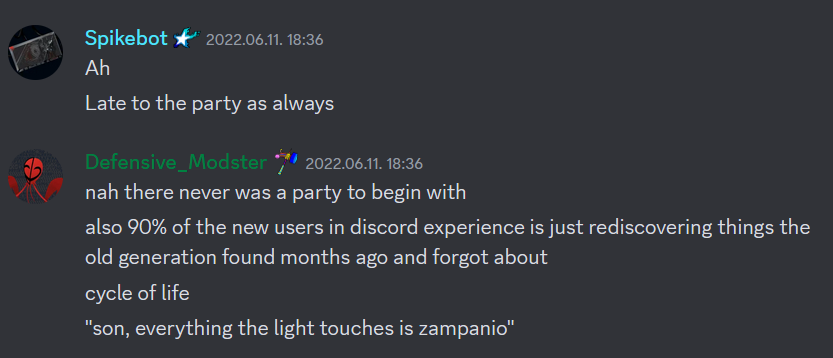 Spikebot 2022.06.11. 18:36
Ah
Late to the party as always
Defensive_Modster 2022.06.11. 18:36
nah there never was a party to begin with
also 90% of the new users in discord experience is just rediscovering things the
old generation found months ago and forgot about
cycle of life
"son, everything the light touches is zampanio"